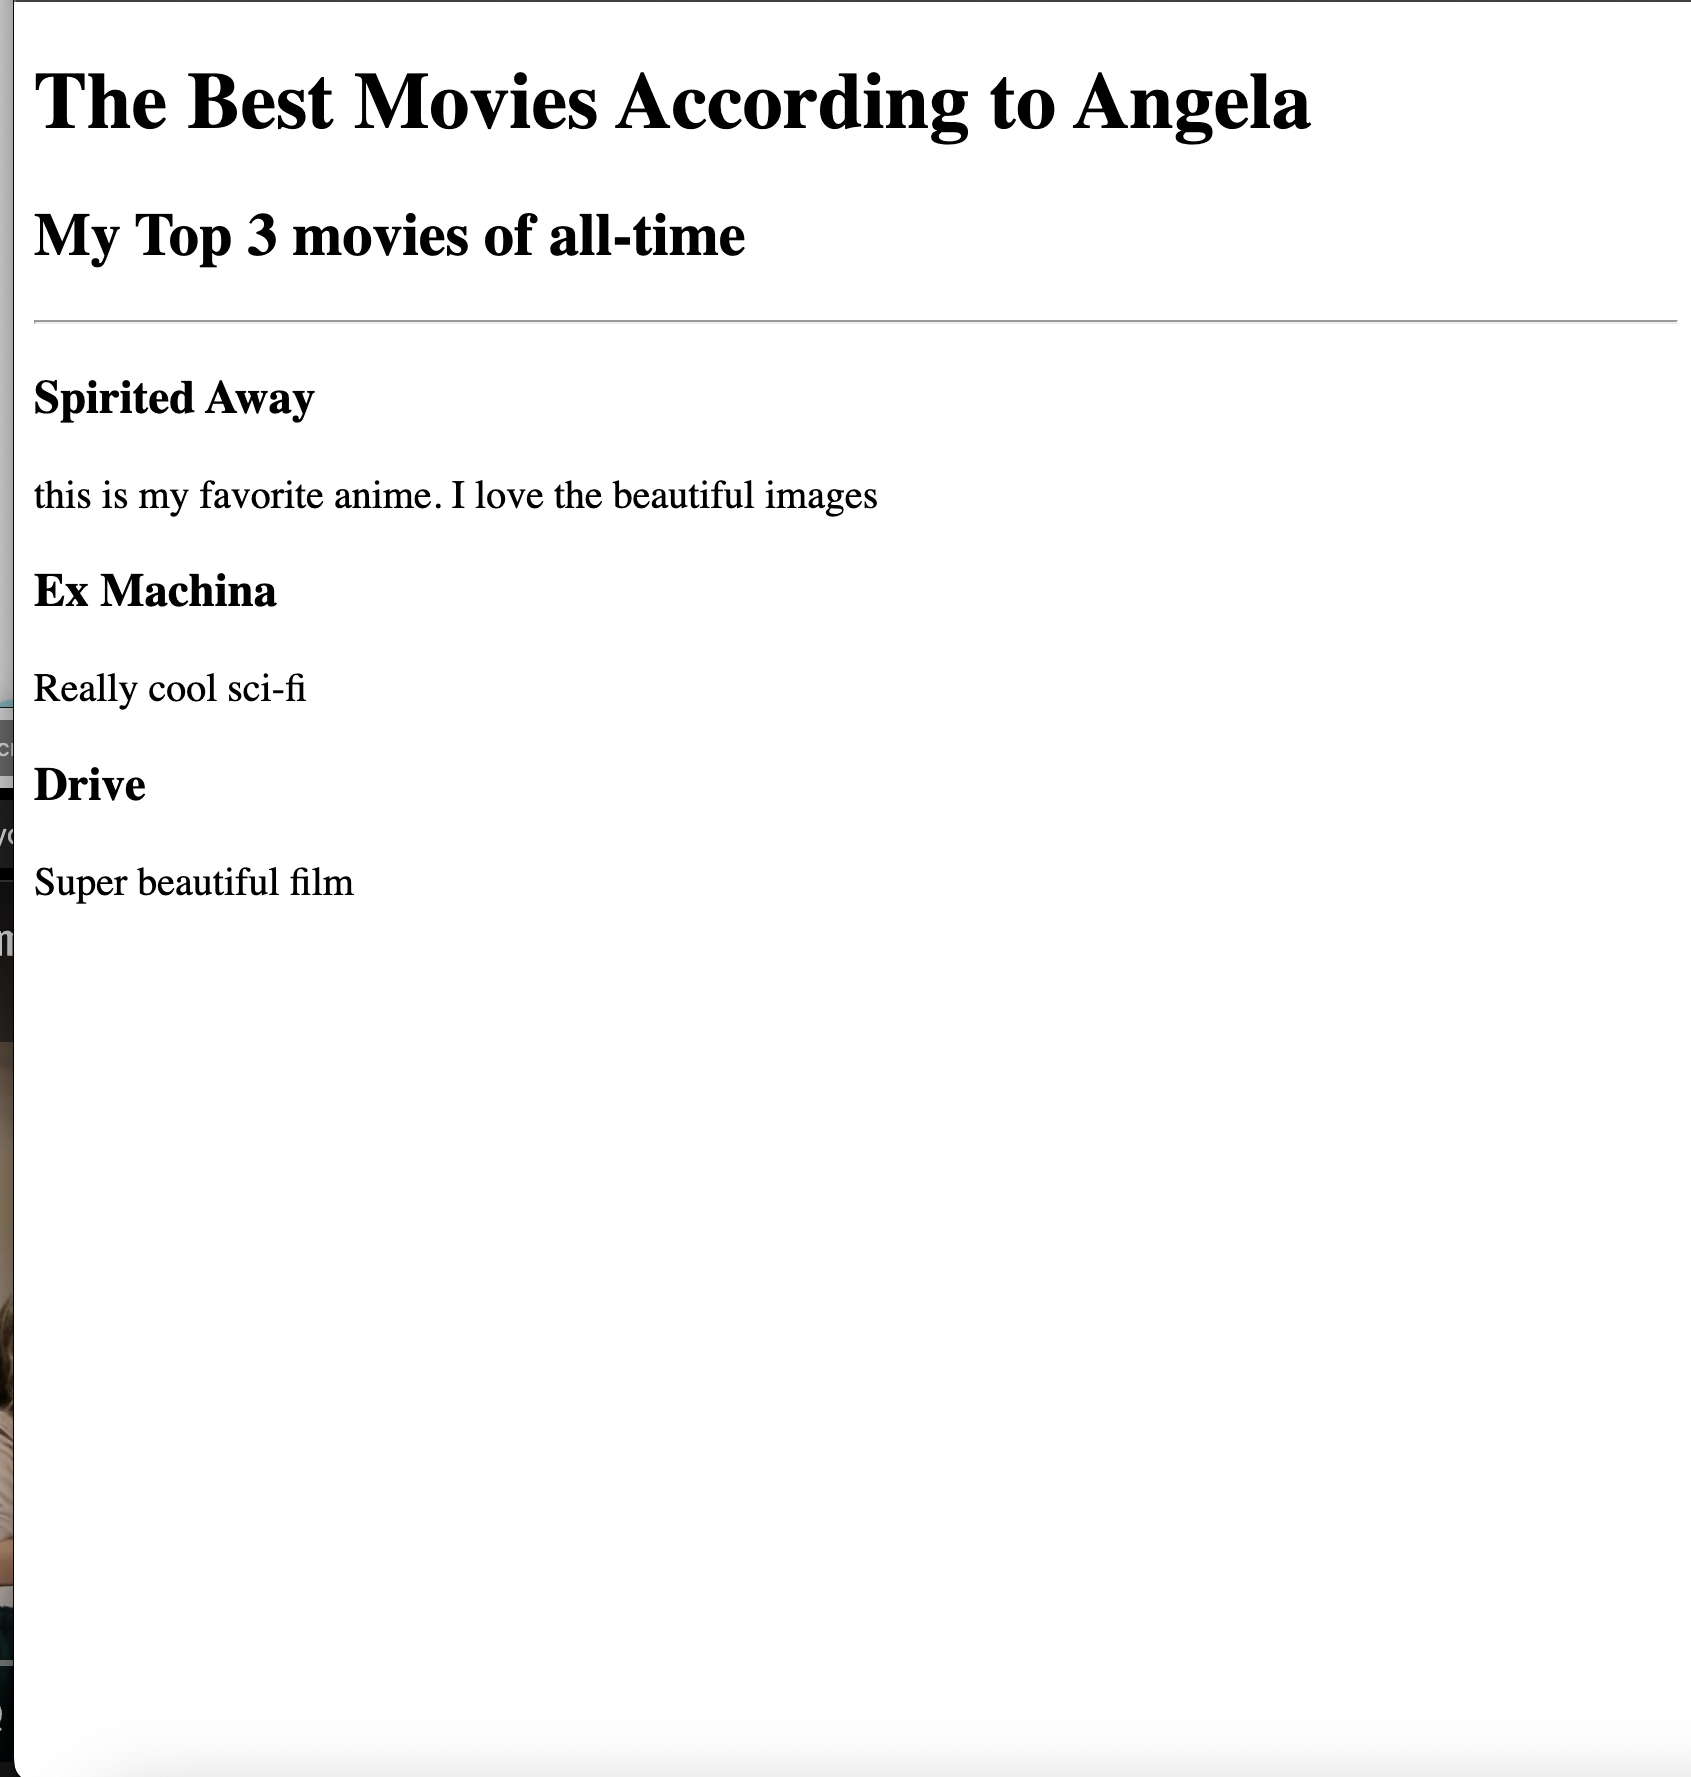 The Best Movies According to Angela
My Top 3 movies of all-time
Spirited Away
this is my favorite anime. I love the beautiful images
Ex Machina
Really cool sci-fi
Drive
Super beautiful film